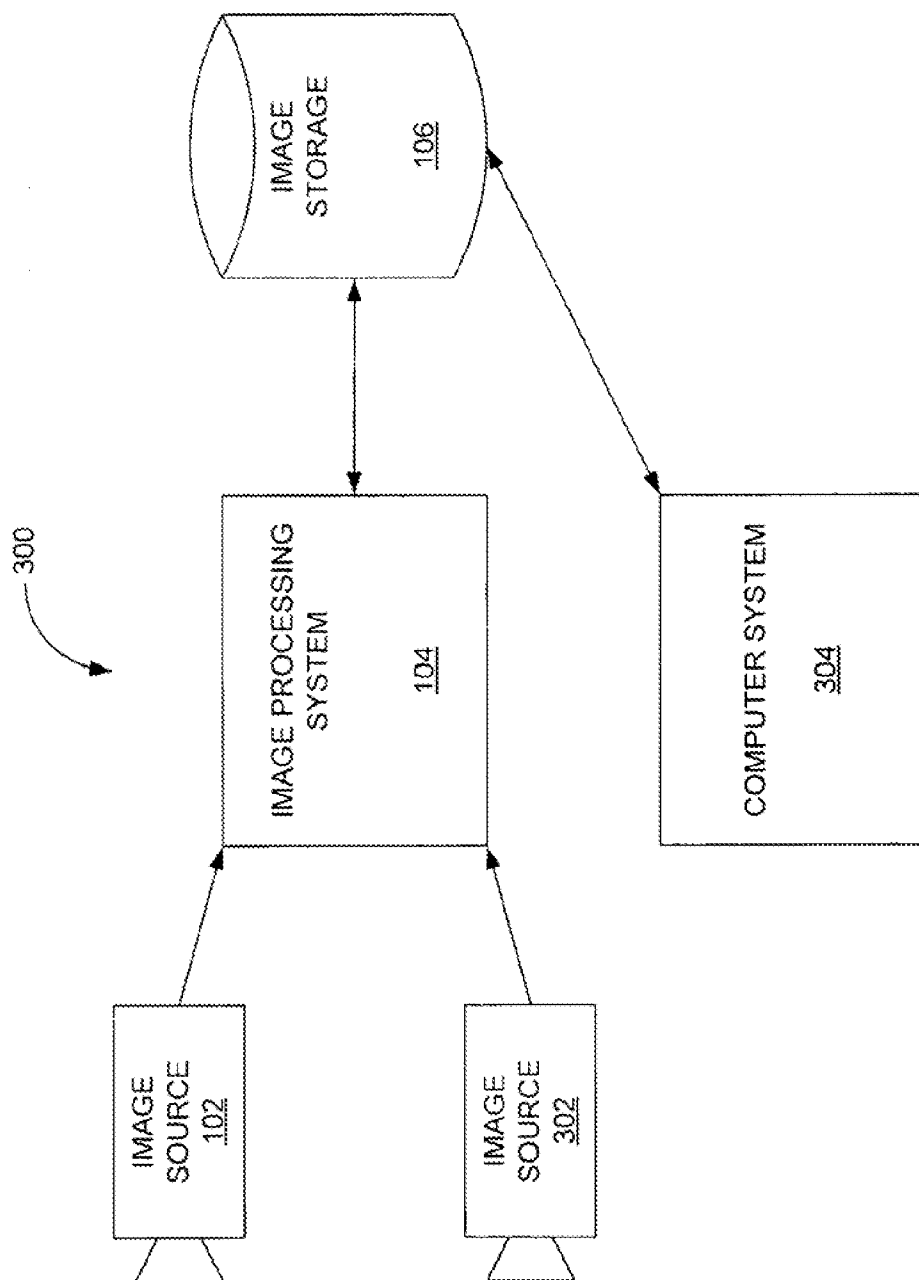 300
IMAGE
SOURCE
102
IMAGE
SOURCE
302
IMAGE PROCESSING
SYSTEM
104
COMPUTER SYSTEM
304
IMAGE
STORAGE
106